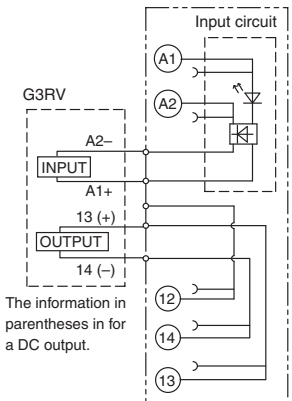 Input circuit
A1
A2
G3RV
A2–
INPUT
A1+
13 (+)
OUTPUT
14 (–)
12
14
13
The information in
parentheses in for
a DC output.